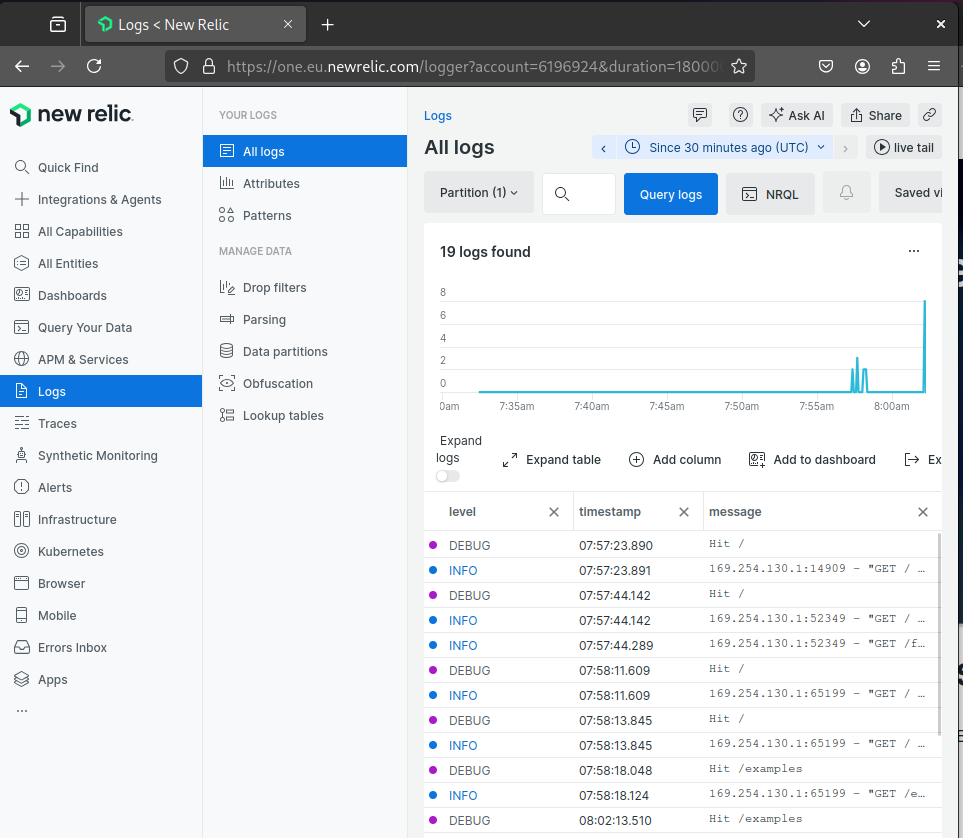 Logs < New Relic
https://one.eu.newrelic.com/logger?account=6196924&duration=18000
new relic
Quick Find
Integrations & Agents
All Capabilities
All Entities
Dashboards
Query Your Data
APM & Services
Logs
Traces
Synthetic Monitoring
Alerts
Infrastructure
Kubernetes
Browser
Mobile
Errors Inbox
Apps
...
YOUR LOGS
All logs
Attributes
Patterns
MANAGE DATA
Drop filters
Parsing
Data partitions
Obfuscation
Lookup tables
Logs
Ask AI
Share
All logs
Since 30 minutes ago (UTC)
live tail
Partition (1)
Query logs
NRQL
Saved vi
19 logs found
...
8
6
4
2
0
0am 7:35am 7:40am 7:45am 7:50am 7:55am 8:00am
Expand
logs
Expand table
Add column
Add to dashboard
Ex
level timestamp message
DEBUG 07:57:23.890 Hit /
INFO 07:57:23.891 169.254.130.1:14909 - "GET / …
DEBUG 07:57:44.142 Hit /
INFO 07:57:44.142 169.254.130.1:52349 - "GET / …
INFO 07:57:44.289 169.254.130.1:52349 - "GET /f…
DEBUG 07:58:11.609 Hit /
INFO 07:58:11.609 169.254.130.1:65199 - "GET / …
DEBUG 07:58:13.845 Hit /
INFO 07:58:13.845 169.254.130.1:65199 - "GET / …
DEBUG 07:58:18.048 Hit /examples
INFO 07:58:18.124 169.254.130.1:65199 - "GET /e…
DEBUG 08:02:13.510 Hit /examples